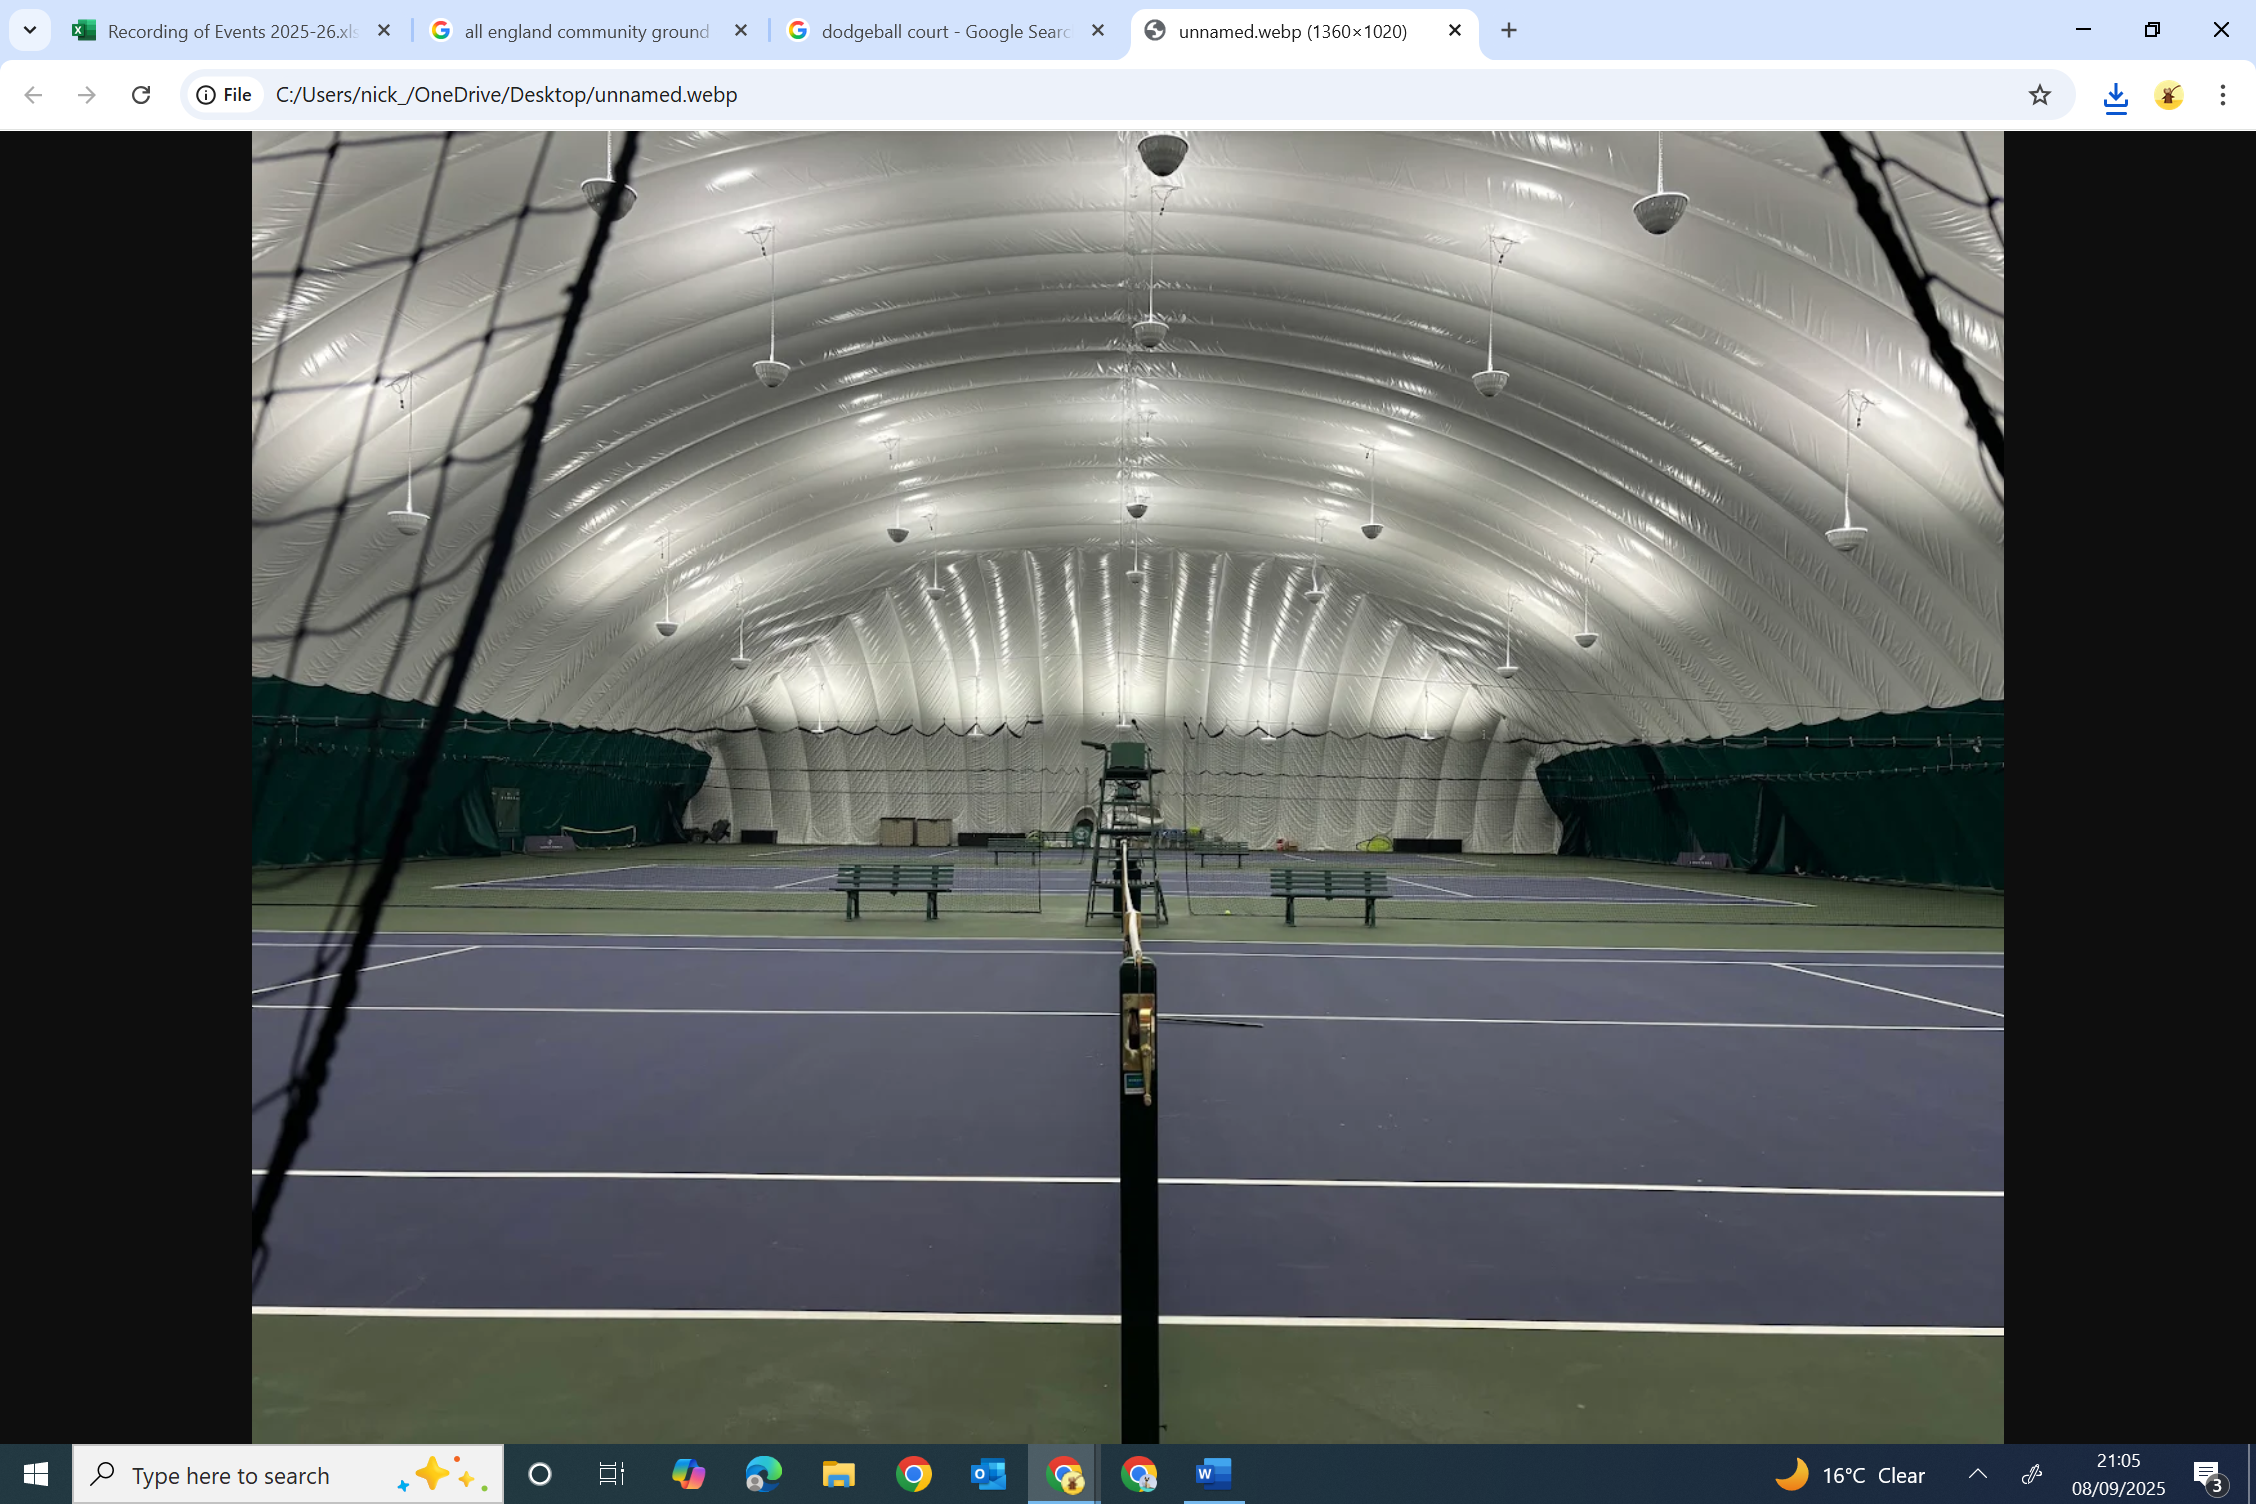 Recording of Events 2025-26.xls
all england community ground
dodgeball court - Google Searc
unnamed.webp (1360×1020)
File
C:/Users/nick_/OneDrive/Desktop/unnamed.webp
Type here to search
16°C Clear
21:05
08/09/2025
3